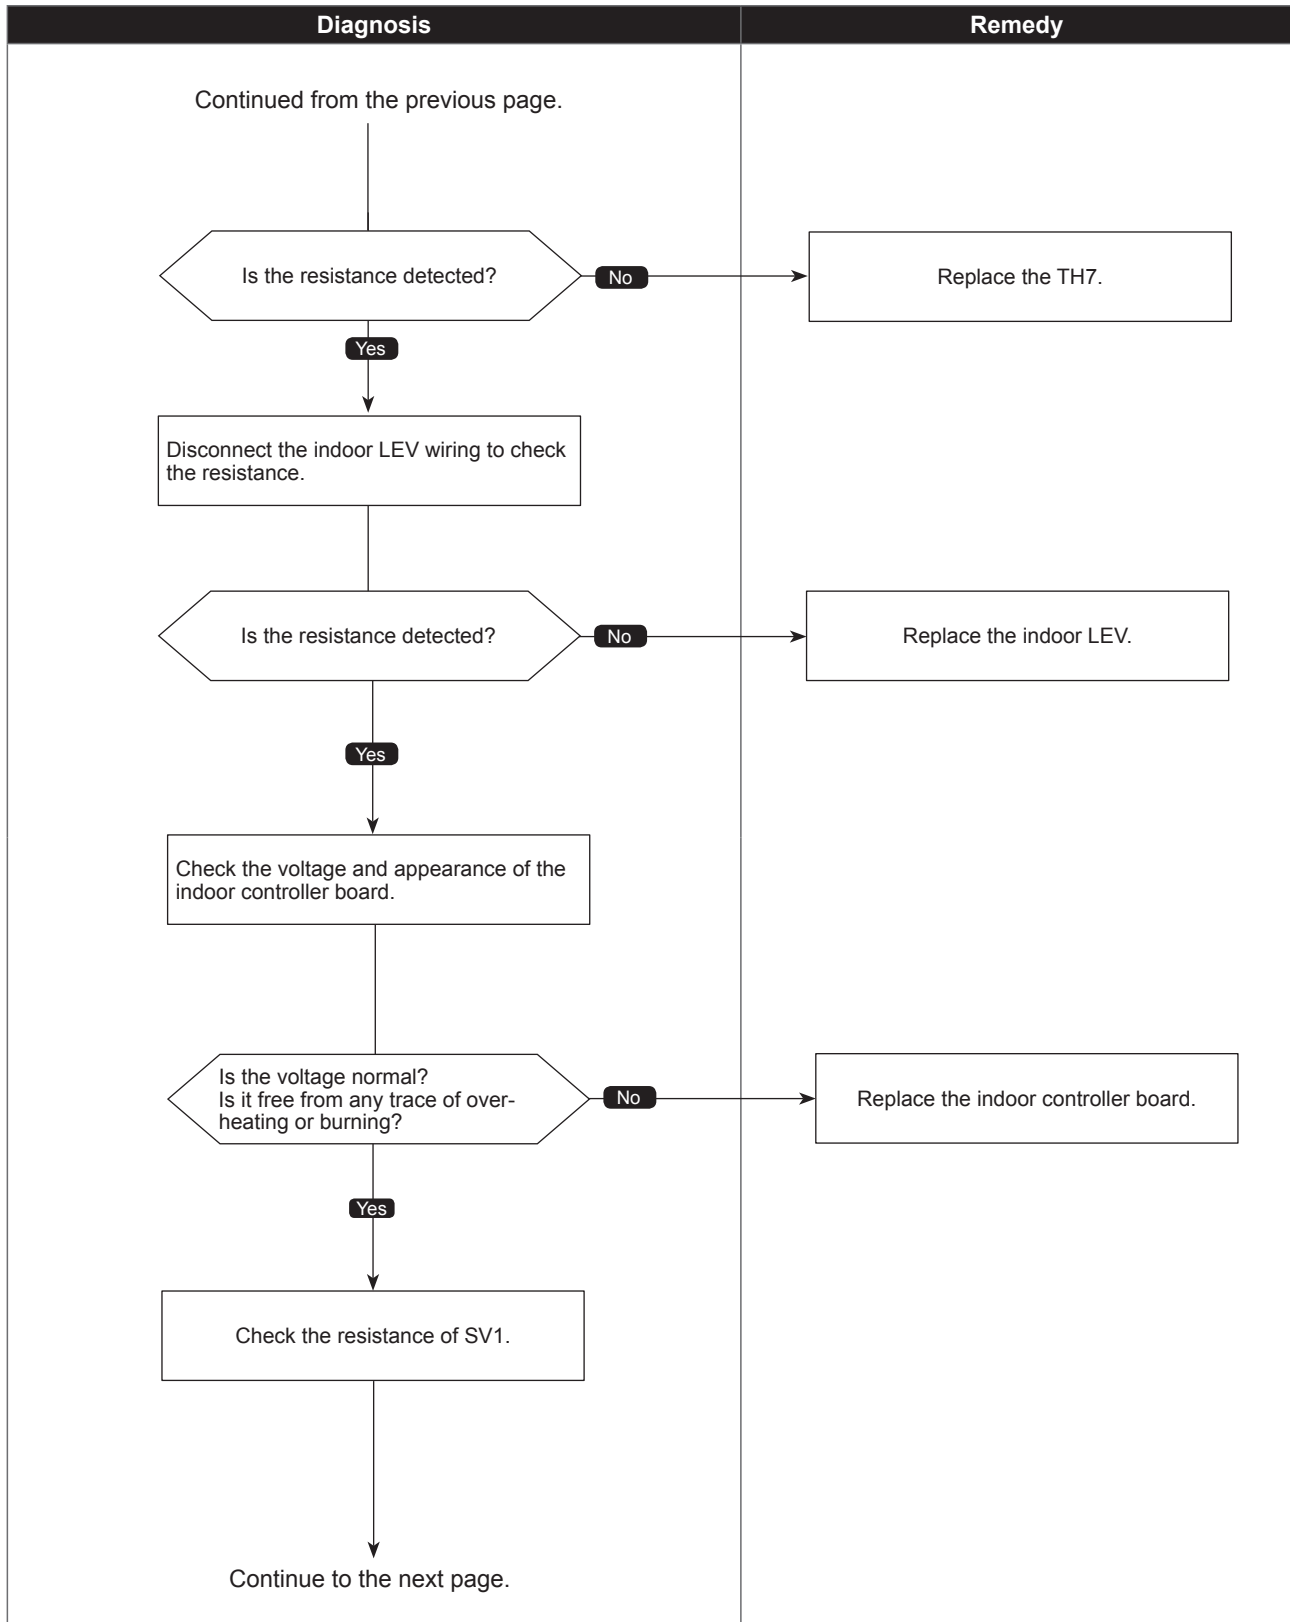 Diagnosis
Remedy
Continued from the previous page.
Is the resistance detected?
No
Replace the TH7.
Yes
Disconnect the indoor LEV wiring to check
the resistance.
Is the resistance detected?
No
Replace the indoor LEV.
Yes
Check the voltage and appearance of the
indoor controller board.
Is the voltage normal?
Is it free from any trace of over-
heating or burning?
No
Replace the indoor controller board.
Yes
Check the resistance of SV1.
Continue to the next page.